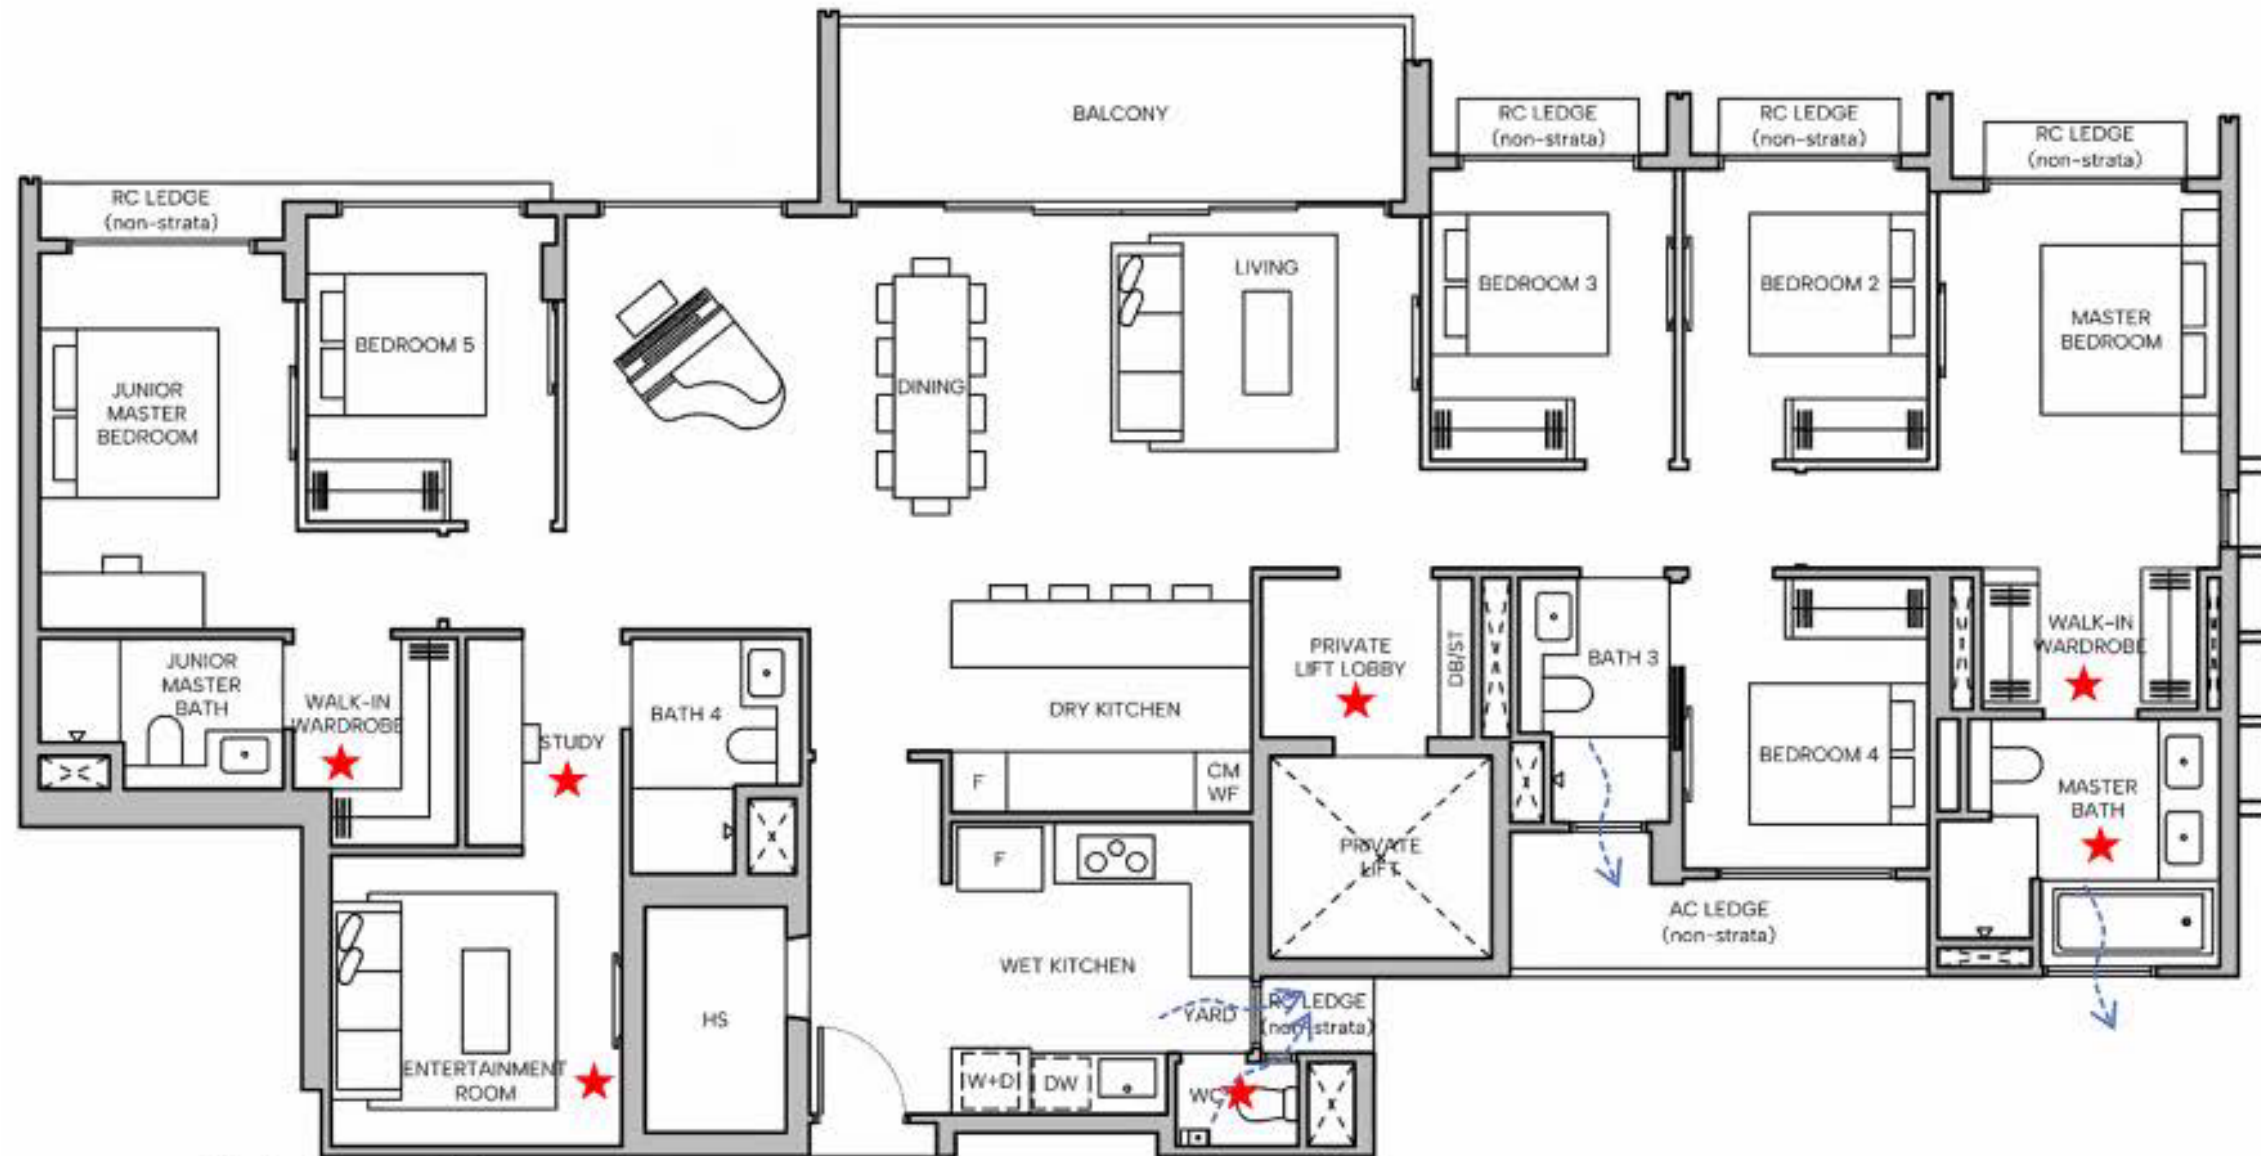 BALCONY
RC LEDGE
(non-strata)
RC LEDGE
(non-strata)
RC LEDGE
(non-strata)
RC LEDGE
(non-strata)
LIVING
BEDROOM 3
BEDROOM 2
MASTER
BEDROOM
BEDROOM 5
JUNIOR
MASTER
BEDROOM
DINING
JUNIOR
MASTER
BATH
WALK-IN
WARDROBE
STUDY
BATH 4
DRY KITCHEN
F
CM
WF
PRIVATE
LIFT LOBBY
DB/ST
BATH 3
WALK-IN
WARDROBE
BEDROOM 4
MASTER
BATH
F
PRIVATE
LIFT
AC LEDGE
(non-strata)
WET KITCHEN
HS
YARD
RC LEDGE
(non-strata)
ENTERTAINMENT
ROOM
W+D
DW
WC